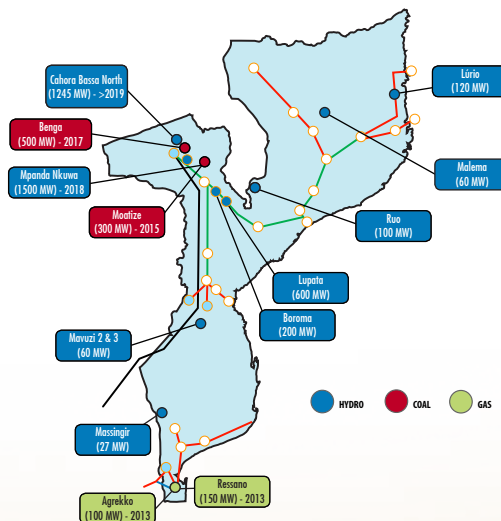 Cahora Bassa North
(1245 MW) - >2019
Benga
(500 MW) - 2017
Mpanda Nkuwa
(1500 MW) - 2018
Moatize
(300 MW) - 2015
Lúrio
(120 MW)
Malema
(60 MW)
Ruo
(100 MW)
Lupata
(600 MW)
Boroma
(200 MW)
Mavuzi 2 & 3
(60 MW)
HYDRO
COAL
GAS
Massingir
(27 MW)
Ressano
(150 MW) - 2013
Agrekko
(100 MW) - 2013